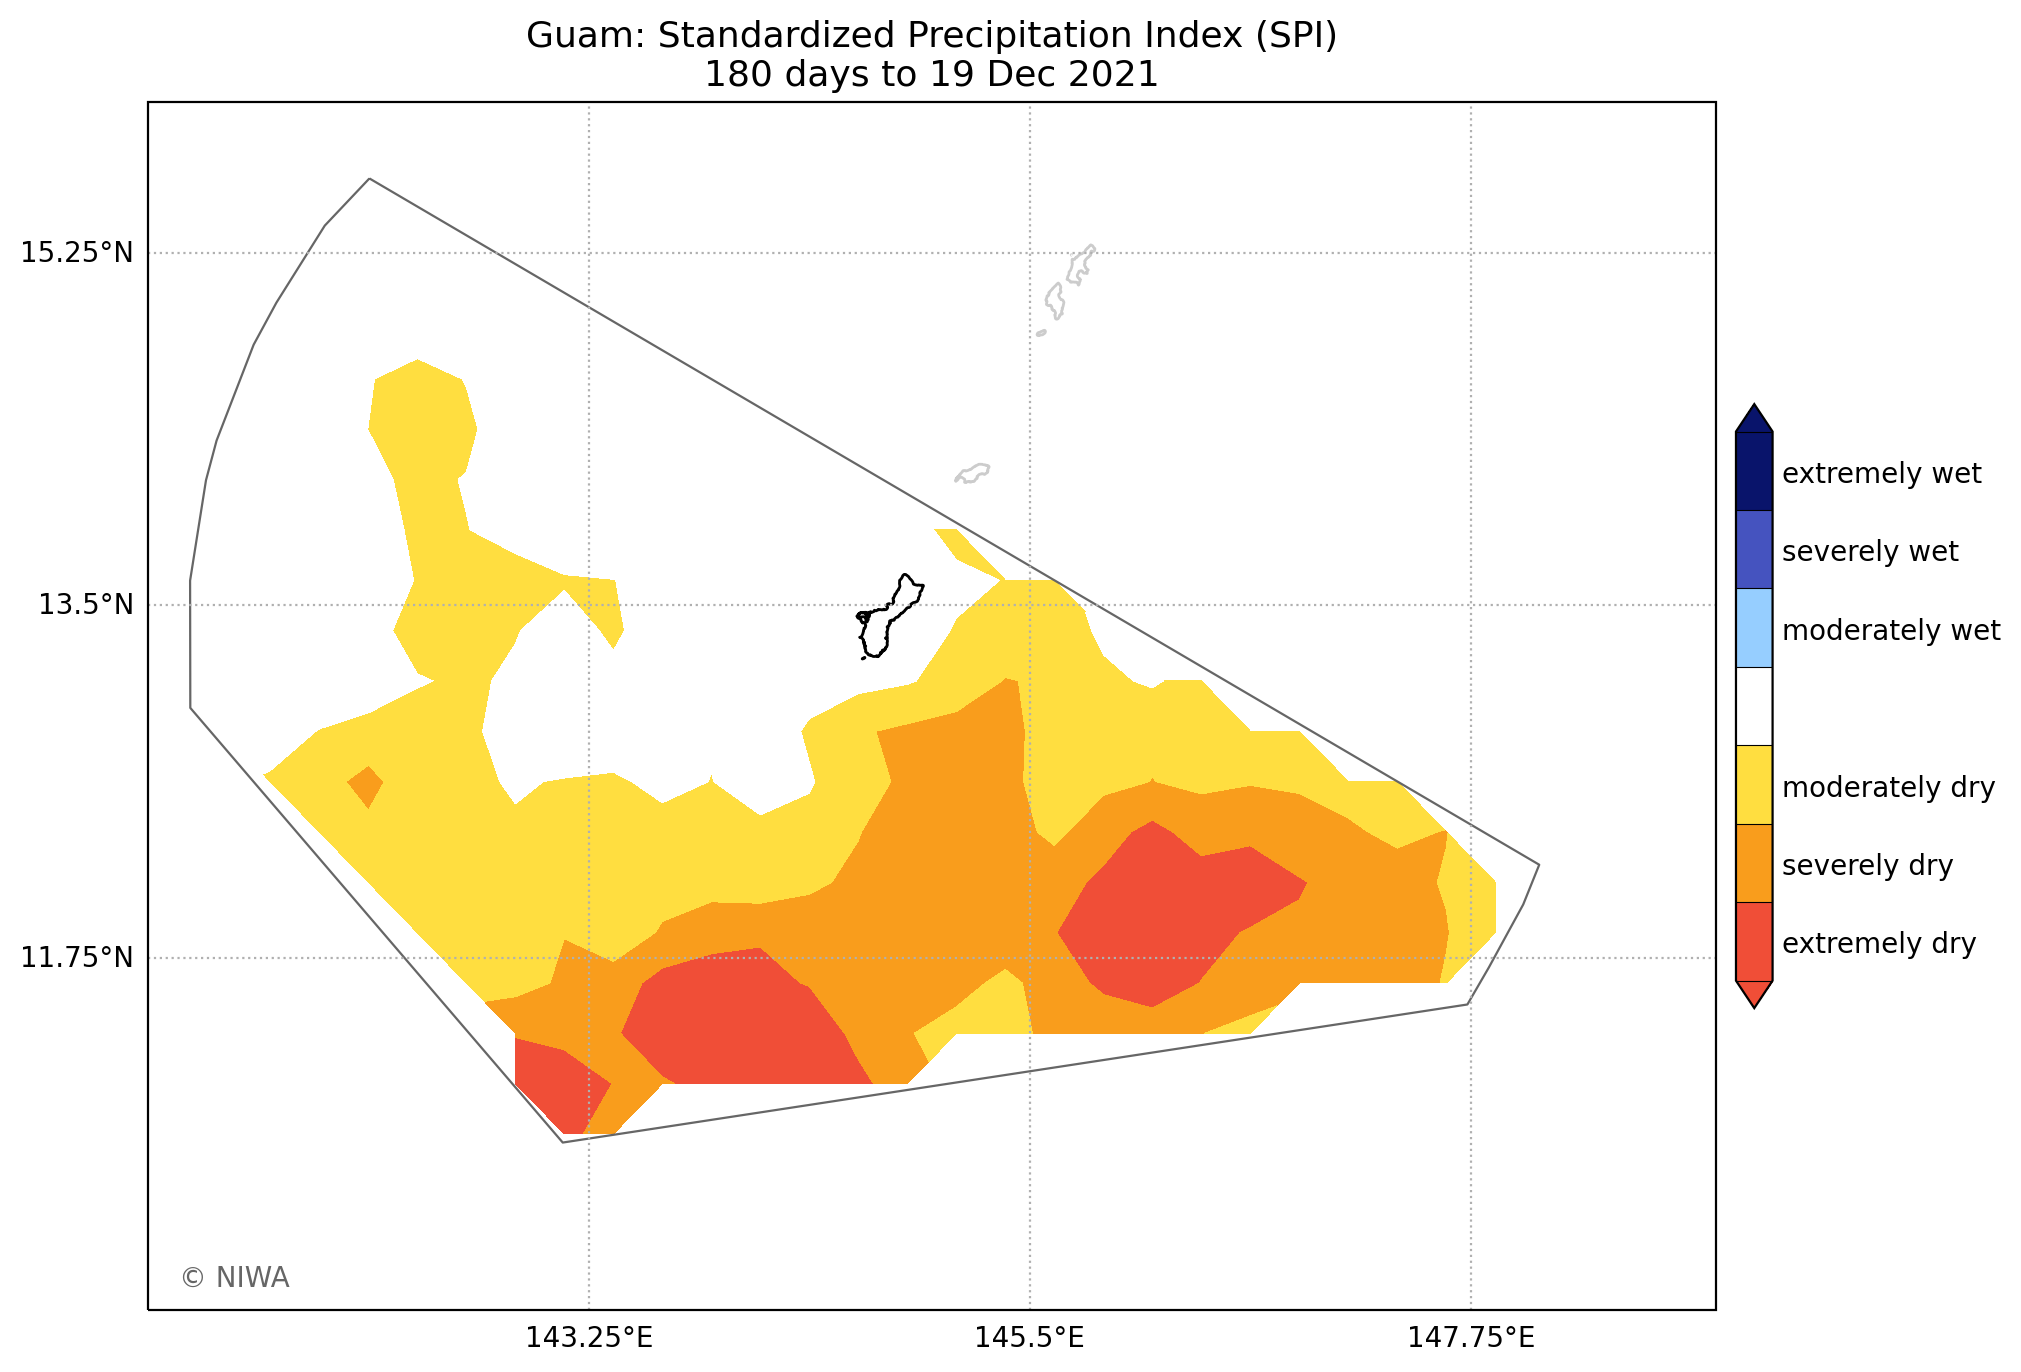 Guam: Standardized Precipitation Index (SPI)
180 days to 19 Dec 2021
15.25°N
13.5°N
11.75°N
143.25°E
145.5°E
147.75°E
extremely wet
severely wet
moderately wet
moderately dry
severely dry
extremely dry
© NIWA